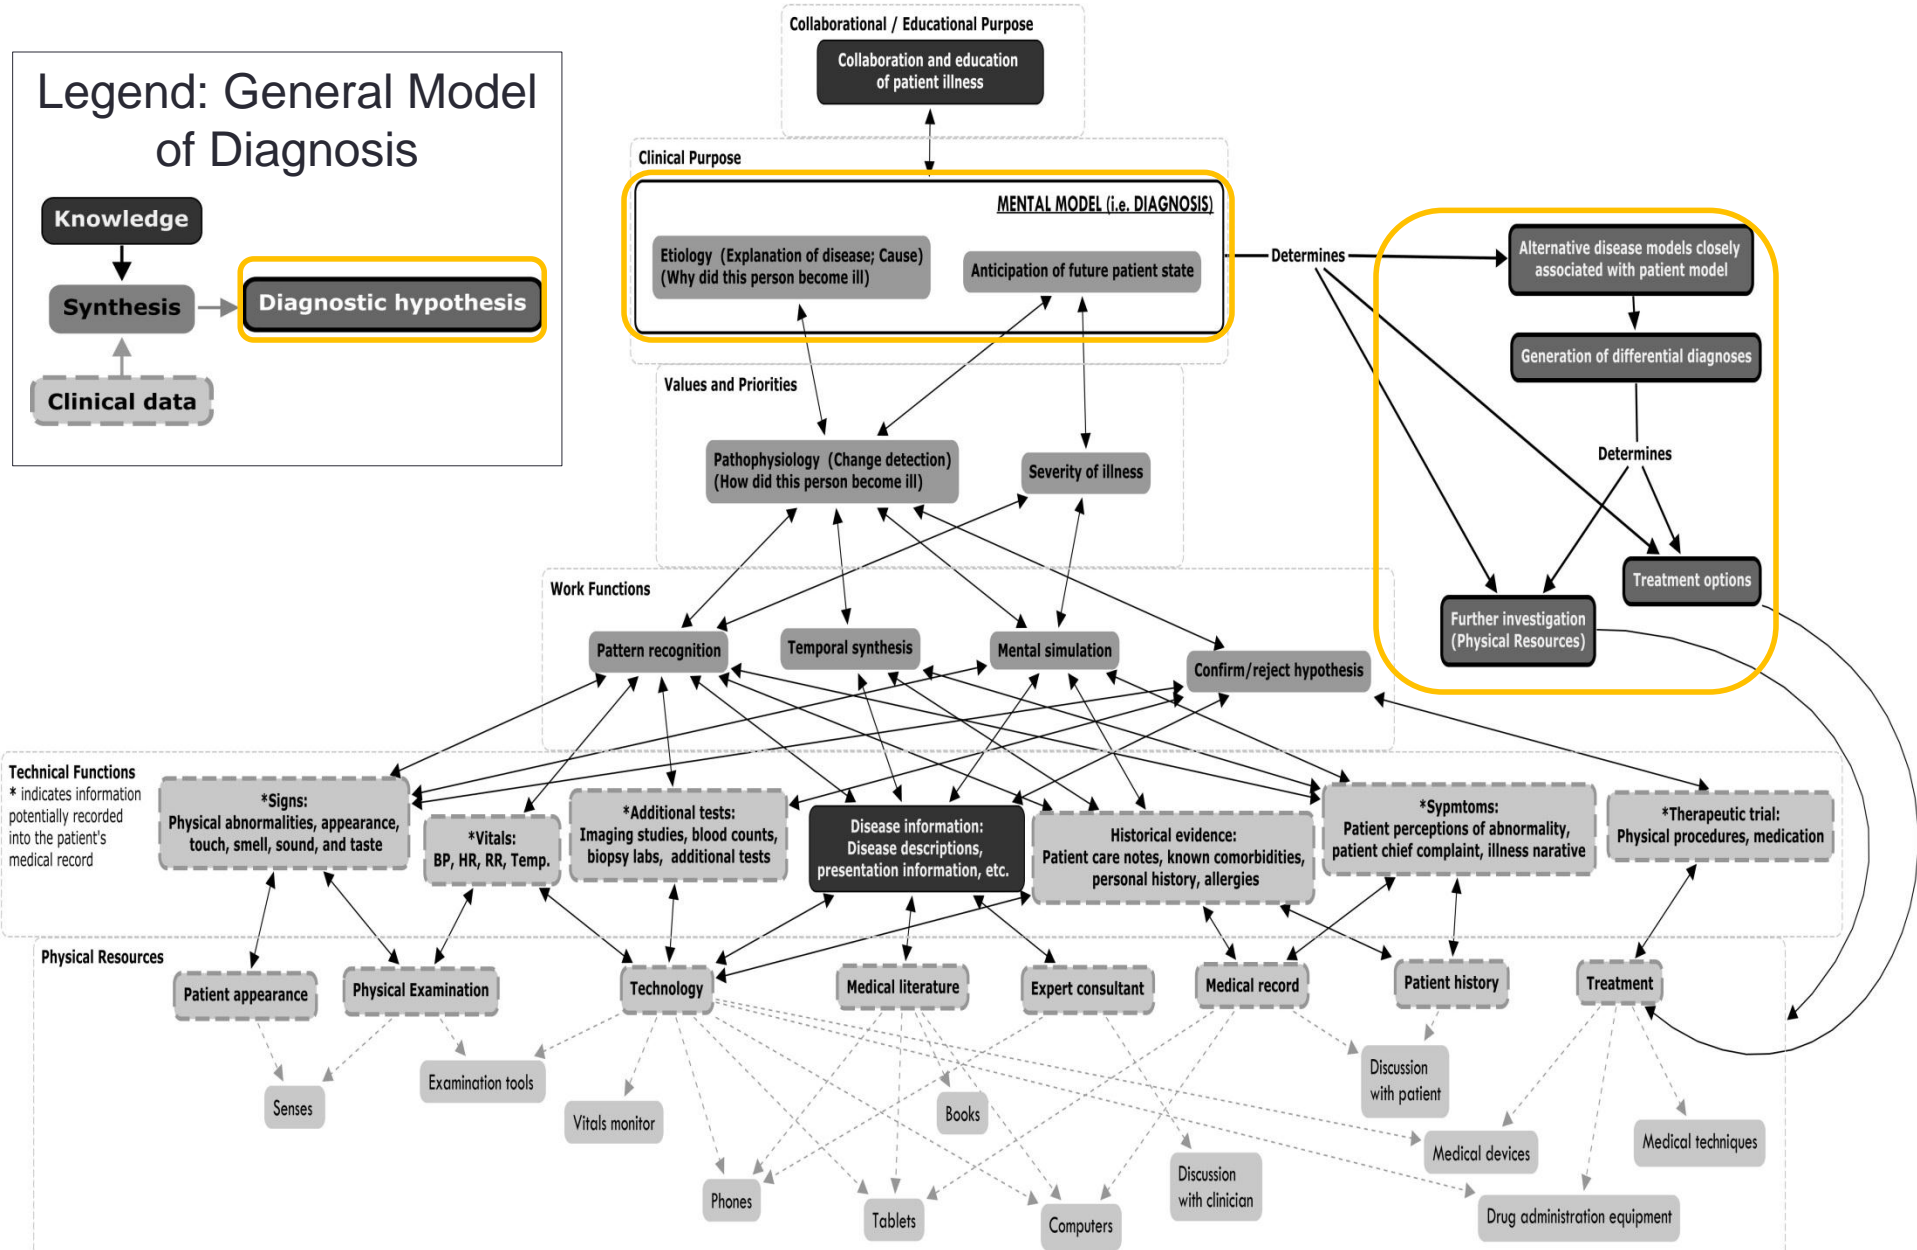 Legend: General Model
of Diagnosis
Knowledge
Synthesis
Diagnostic hypothesis
Clinical data
Collaborational / Educational Purpose
Collaboration and education
of patient illness
Clinical Purpose
MENTAL MODEL (i.e. DIAGNOSIS)
Etiology (Explanation of disease; Cause)
(Why did this person become ill)
Anticipation of future patient state
Determines
Alternative disease models closely
associated with patient model
Generation of differential diagnoses
Determines
Treatment options
Further investigation
(Physical Resources)
Values and Priorities
Pathophysiology (Change detection)
(How did this person become ill)
Severity of illness
Work Functions
Pattern recognition
Temporal synthesis
Mental simulation
Confirm/reject hypothesis
Technical Functions
* indicates information
potentially recorded
into the patient's
medical record
*Signs:
Physical abnormalities, appearance,
touch, smell, sound, and taste
*Vitals:
BP, HR, RR, Temp.
*Additional tests:
Imaging studies, blood counts,
biopsy labs, additional tests
Disease information:
Disease descriptions,
presentation information, etc.
Historical evidence:
Patient care notes, known comorbidities,
personal history, allergies
*Sypmtoms:
Patient perceptions of abnormality,
patient chief complaint, illness narative
*Therapeutic trial:
Physical procedures, medication
Physical Resources
Patient appearance
Physical Examination
Technology
Medical literature
Expert consultant
Medical record
Patient history
Treatment
Senses
Examination tools
Vitals monitor
Phones
Tablets
Books
Computers
Discussion
with clinician
Discussion
with patient
Medical devices
Medical techniques
Drug administration equipment